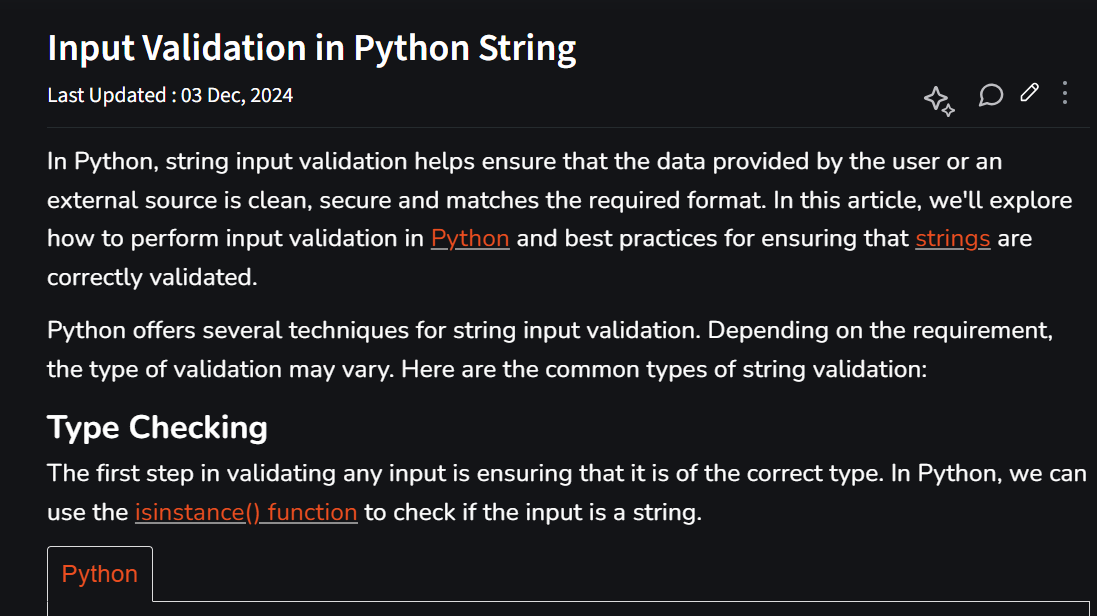 Input Validation in Python String
Last Updated : 03 Dec, 2024
In Python, string input validation helps ensure that the data provided by the user or an
external source is clean, secure and matches the required format. In this article, we'll explore
how to perform input validation in Python and best practices for ensuring that strings are
correctly validated.
Python offers several techniques for string input validation. Depending on the requirement,
the type of validation may vary. Here are the common types of string validation:
Type Checking
The first step in validating any input is ensuring that it is of the correct type. In Python, we can
use the isinstance() function to check if the input is a string.
Python